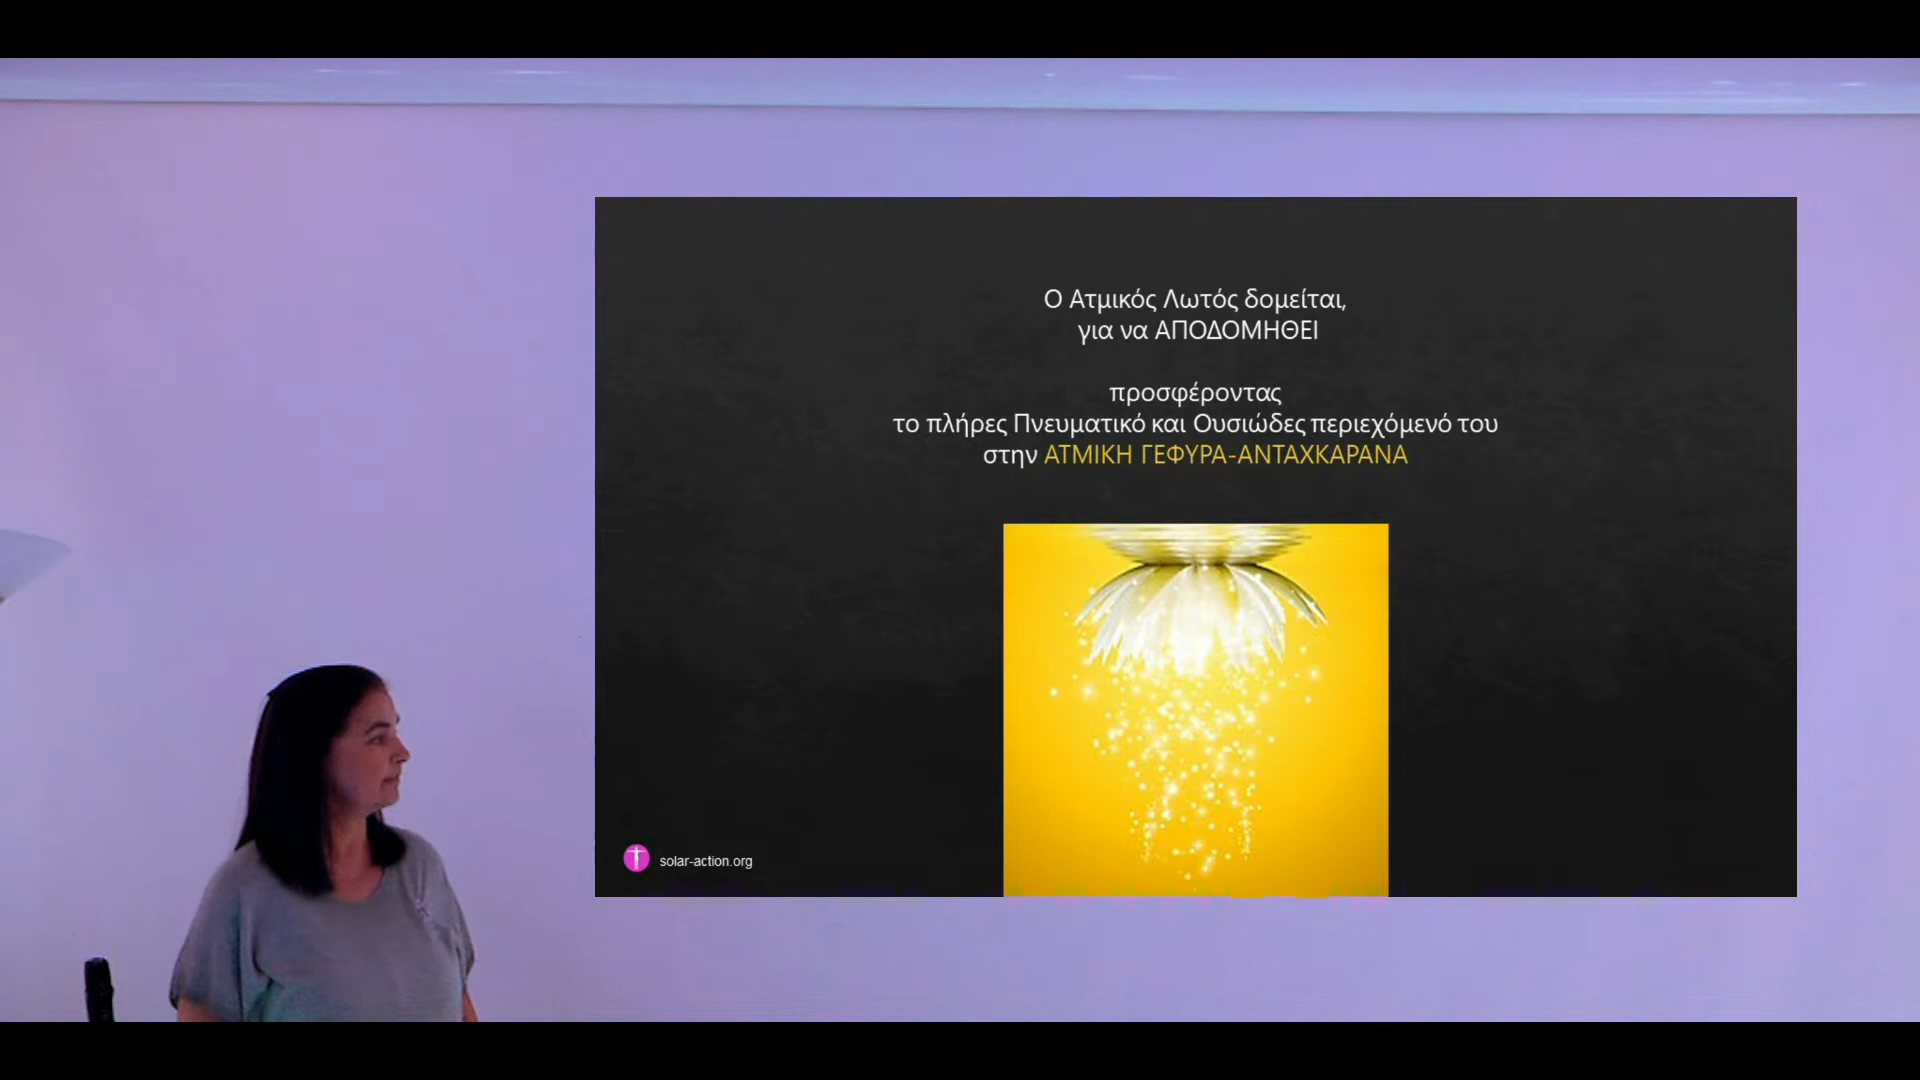 Ο Ατμικός Λωτός δομείται,
για να ΑΠΟΔΟΜΗΘΕΙ
προσφέροντας
το πλήρες Πνευματικό και Ουσιώδες περιεχόμενό του
στην ΑΤΜΙΚΗ ΓΕΦΥΡΑ-ΑΝΤΑΧΚΑΡΑΝΑ
solar-action.org